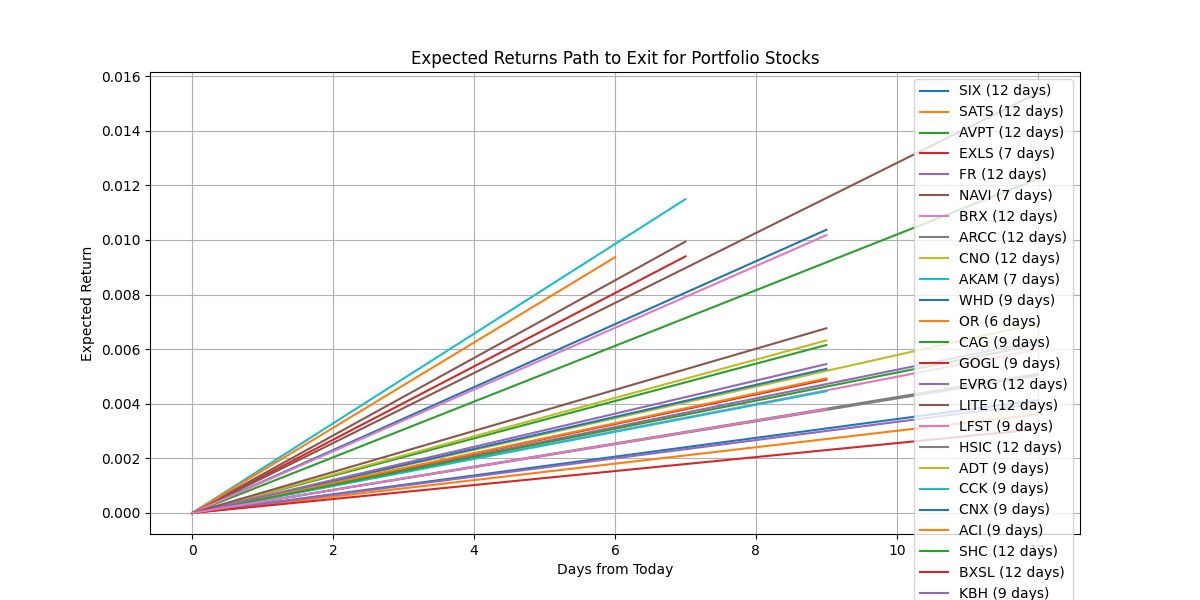 Expected Returns Path to Exit for Portfolio Stocks
Expected Return
0.016
0.014
0.012
0.010
0.008
0.006
0.004
0.002
0.000
0
2
4
6
8
10
Days from Today
SIX (12 days)
SATS (12 days)
AVPT (12 days)
EXLS (7 days)
FR (12 days)
NAVI (7 days)
BRX (12 days)
ARCC (12 days)
CNO (12 days)
AKAM (7 days)
WHD (9 days)
OR (6 days)
CAG (9 days)
GOGL (9 days)
EVRG (12 days)
LITE (12 days)
LFST (9 days)
HSIC (12 days)
ADT (9 days)
CCK (9 days)
CNX (9 days)
ACI (9 days)
SHC (12 days)
BXSL (12 days)
KBH (9 days)